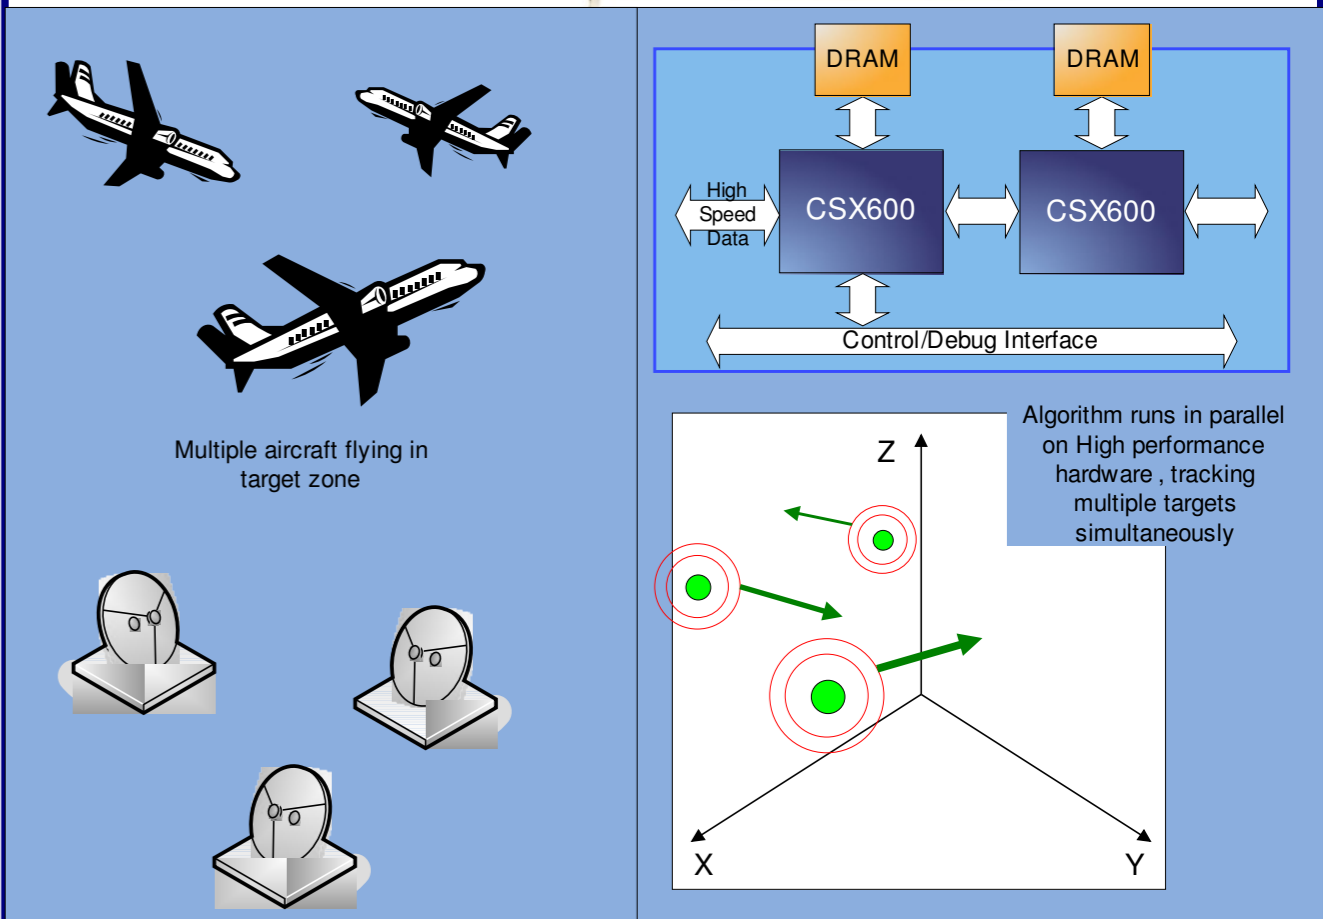 Multiple aircraft flying in
target zone
DRAM
DRAM
High
Speed
Data
CSX600
CSX600
Control/Debug Interface
Algorithm runs in parallel
on High performance
hardware , tracking
multiple targets
simultaneously
Z
X
Y